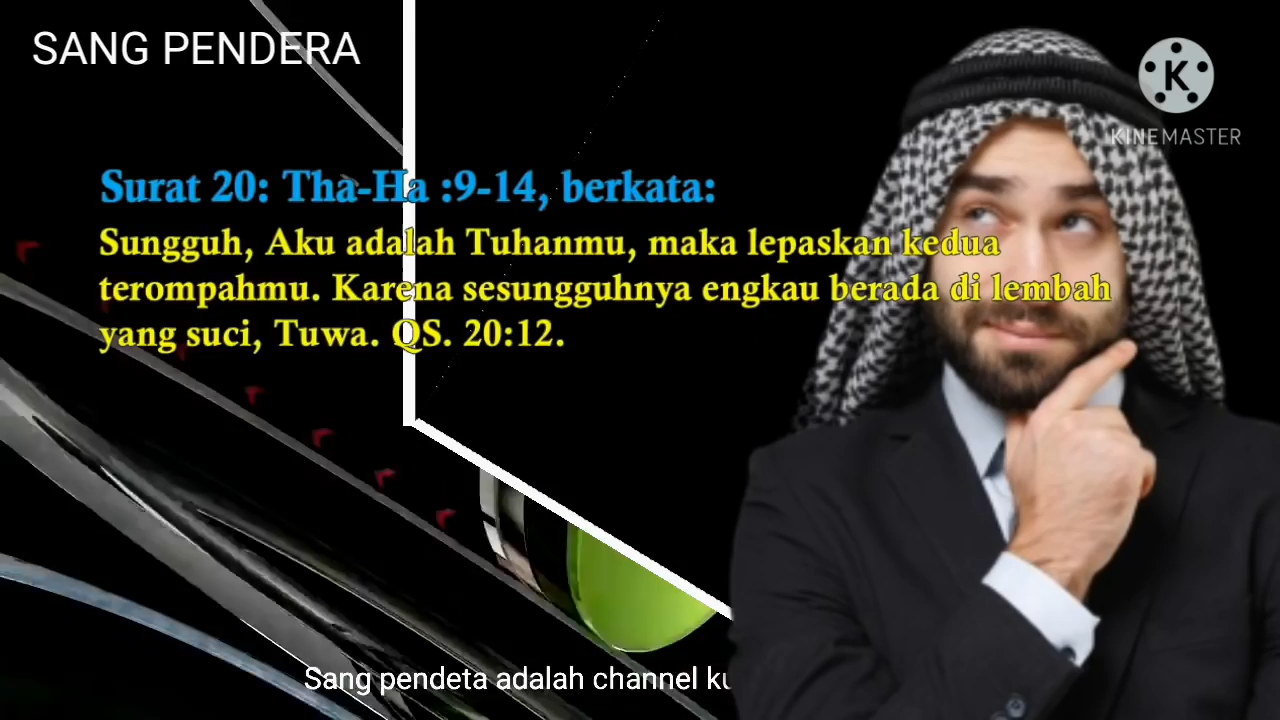 SANG PENDERA
K
KINEMASTER
Surat 20: Tha-Ha :9-14, berkata:
Sungguh, Aku adalah Tuhanmu, maka lepaskan kedua
terompahmu. Karena sesungguhnya engkau berada di lembah
yang suci, Tuwa. QS. 20:12.
Sang pendeta adalah channel ku